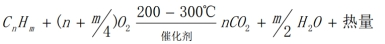 CₙHₘ + (n + m/4)O₂ 200 − 300℃ 催化剂 nCO₂ + m/2 H₂O + 热量